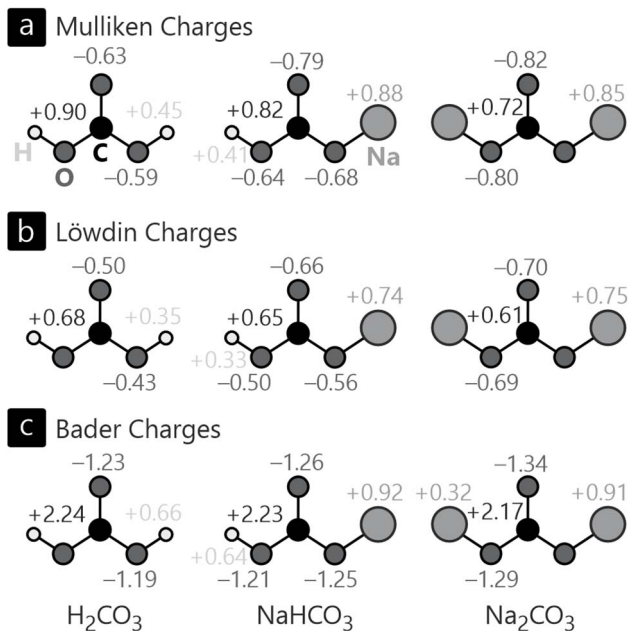 a Mulliken Charges
−0.63 −0.79 −0.82
+0.90 +0.45 +0.82 +0.88 +0.72 +0.85
H O C −0.59 +0.41 −0.64 −0.68 Na −0.80
b Löwdin Charges
−0.50 −0.66 −0.70
+0.68 +0.35 +0.65 +0.74 +0.61 +0.75
−0.43 +0.33 −0.50 −0.56 −0.69
c Bader Charges
−1.23 −1.26 −1.34
+2.24 +0.66 +2.23 +0.92 +0.32 +2.17 +0.91
−1.19 +0.64 −1.21 −1.25 −1.29
H₂CO₃ NaHCO₃ Na₂CO₃